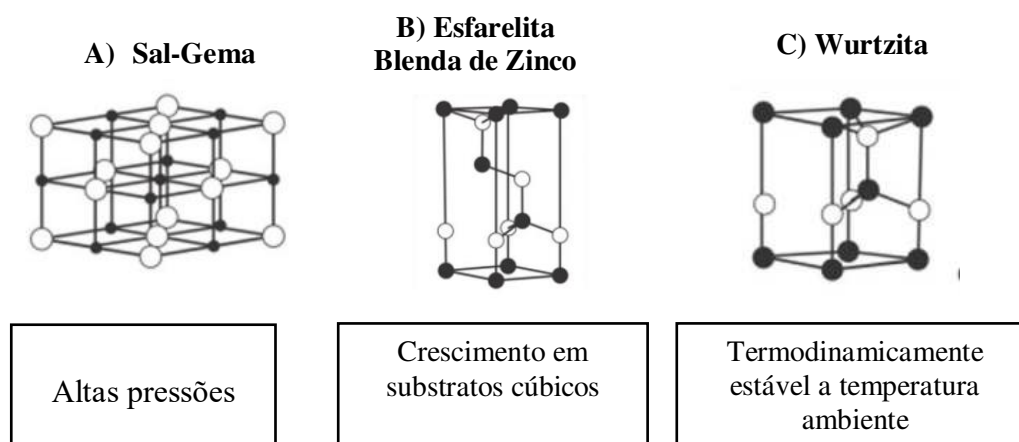 A) Sal-Gema
B) Esfarelita
Blenda de Zinco
C) Wurtzita
Altas pressões
Crescimento em
substratos cúbicos
Termodinamicamente
estável a temperatura
ambiente